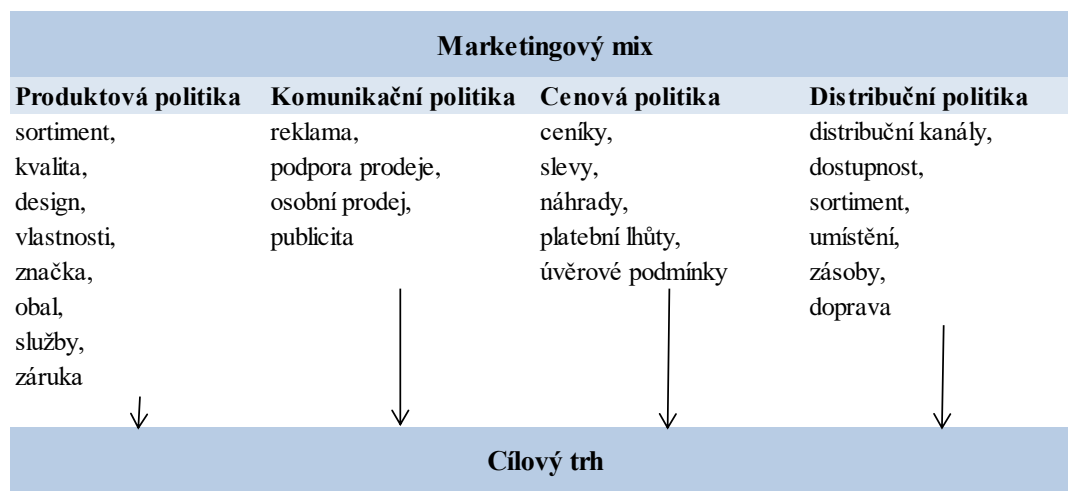 Marketingový mix
Produktová politika
sortiment,
kvalita,
design,
vlastnosti,
značka,
obal,
služby,
záruka
Komunikační politika
reklama,
podpora prodeje,
osobní prodej,
publicita
Cenová politika
ceníky,
slevy,
náhrady,
platební lhůty,
úvěrové podmínky
Distribuční politika
distribuční kanály,
dostupnost,
sortiment,
umístění,
zásoby,
doprava
Cílový trh